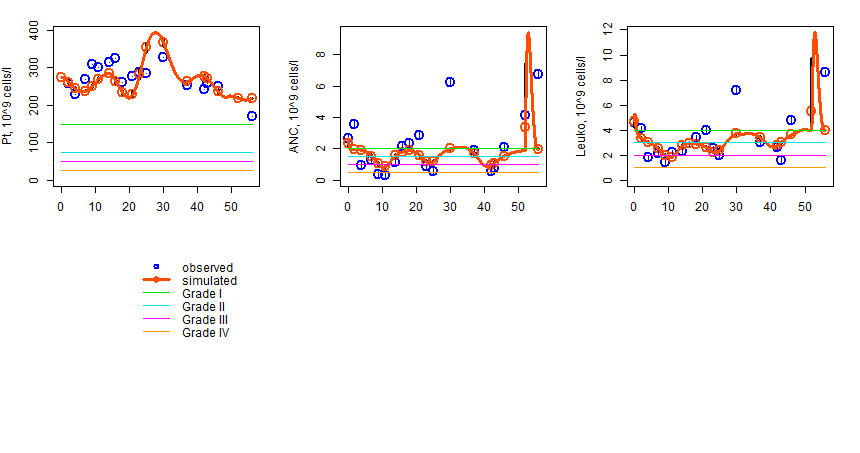 Pt, 10^9 cells/l
400
300
200
100
0
0 10 20 30 40 50
ANC, 10^9 cells/l
8
6
4
2
0
0 10 20 30 40 50
Leuko, 10^9 cells/l
12
10
8
6
4
2
0
0 10 20 30 40 50
observed
simulated
Grade I
Grade II
Grade III
Grade IV